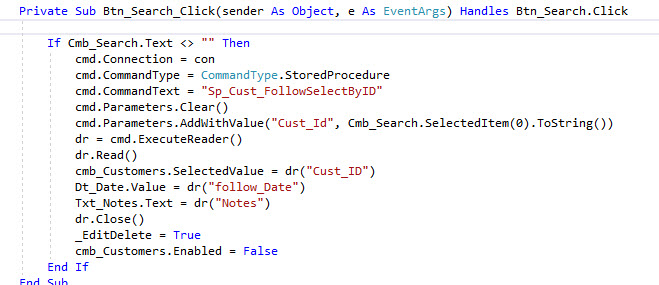 Private Sub Btn_Search_Click(sender As Object, e As EventArgs) Handles Btn_Search.Click
If Cmb_Search.Text <> "" Then
cmd.Connection = con
cmd.CommandType = CommandType.StoredProcedure
cmd.CommandText = "Sp_Cust_FollowSelectByID"
cmd.Parameters.Clear()
cmd.Parameters.AddWithValue("Cust_Id", Cmb_Search.SelectedItem(0).ToString())
dr = cmd.ExecuteReader()
dr.Read()
cmb_Customers.SelectedValue = dr("Cust_ID")
Dt_Date.Value = dr("follow_Date")
Txt_Notes.Text = dr("Notes")
dr.Close()
_EditDelete = True
cmb_Customers.Enabled = False
End If
End Sub